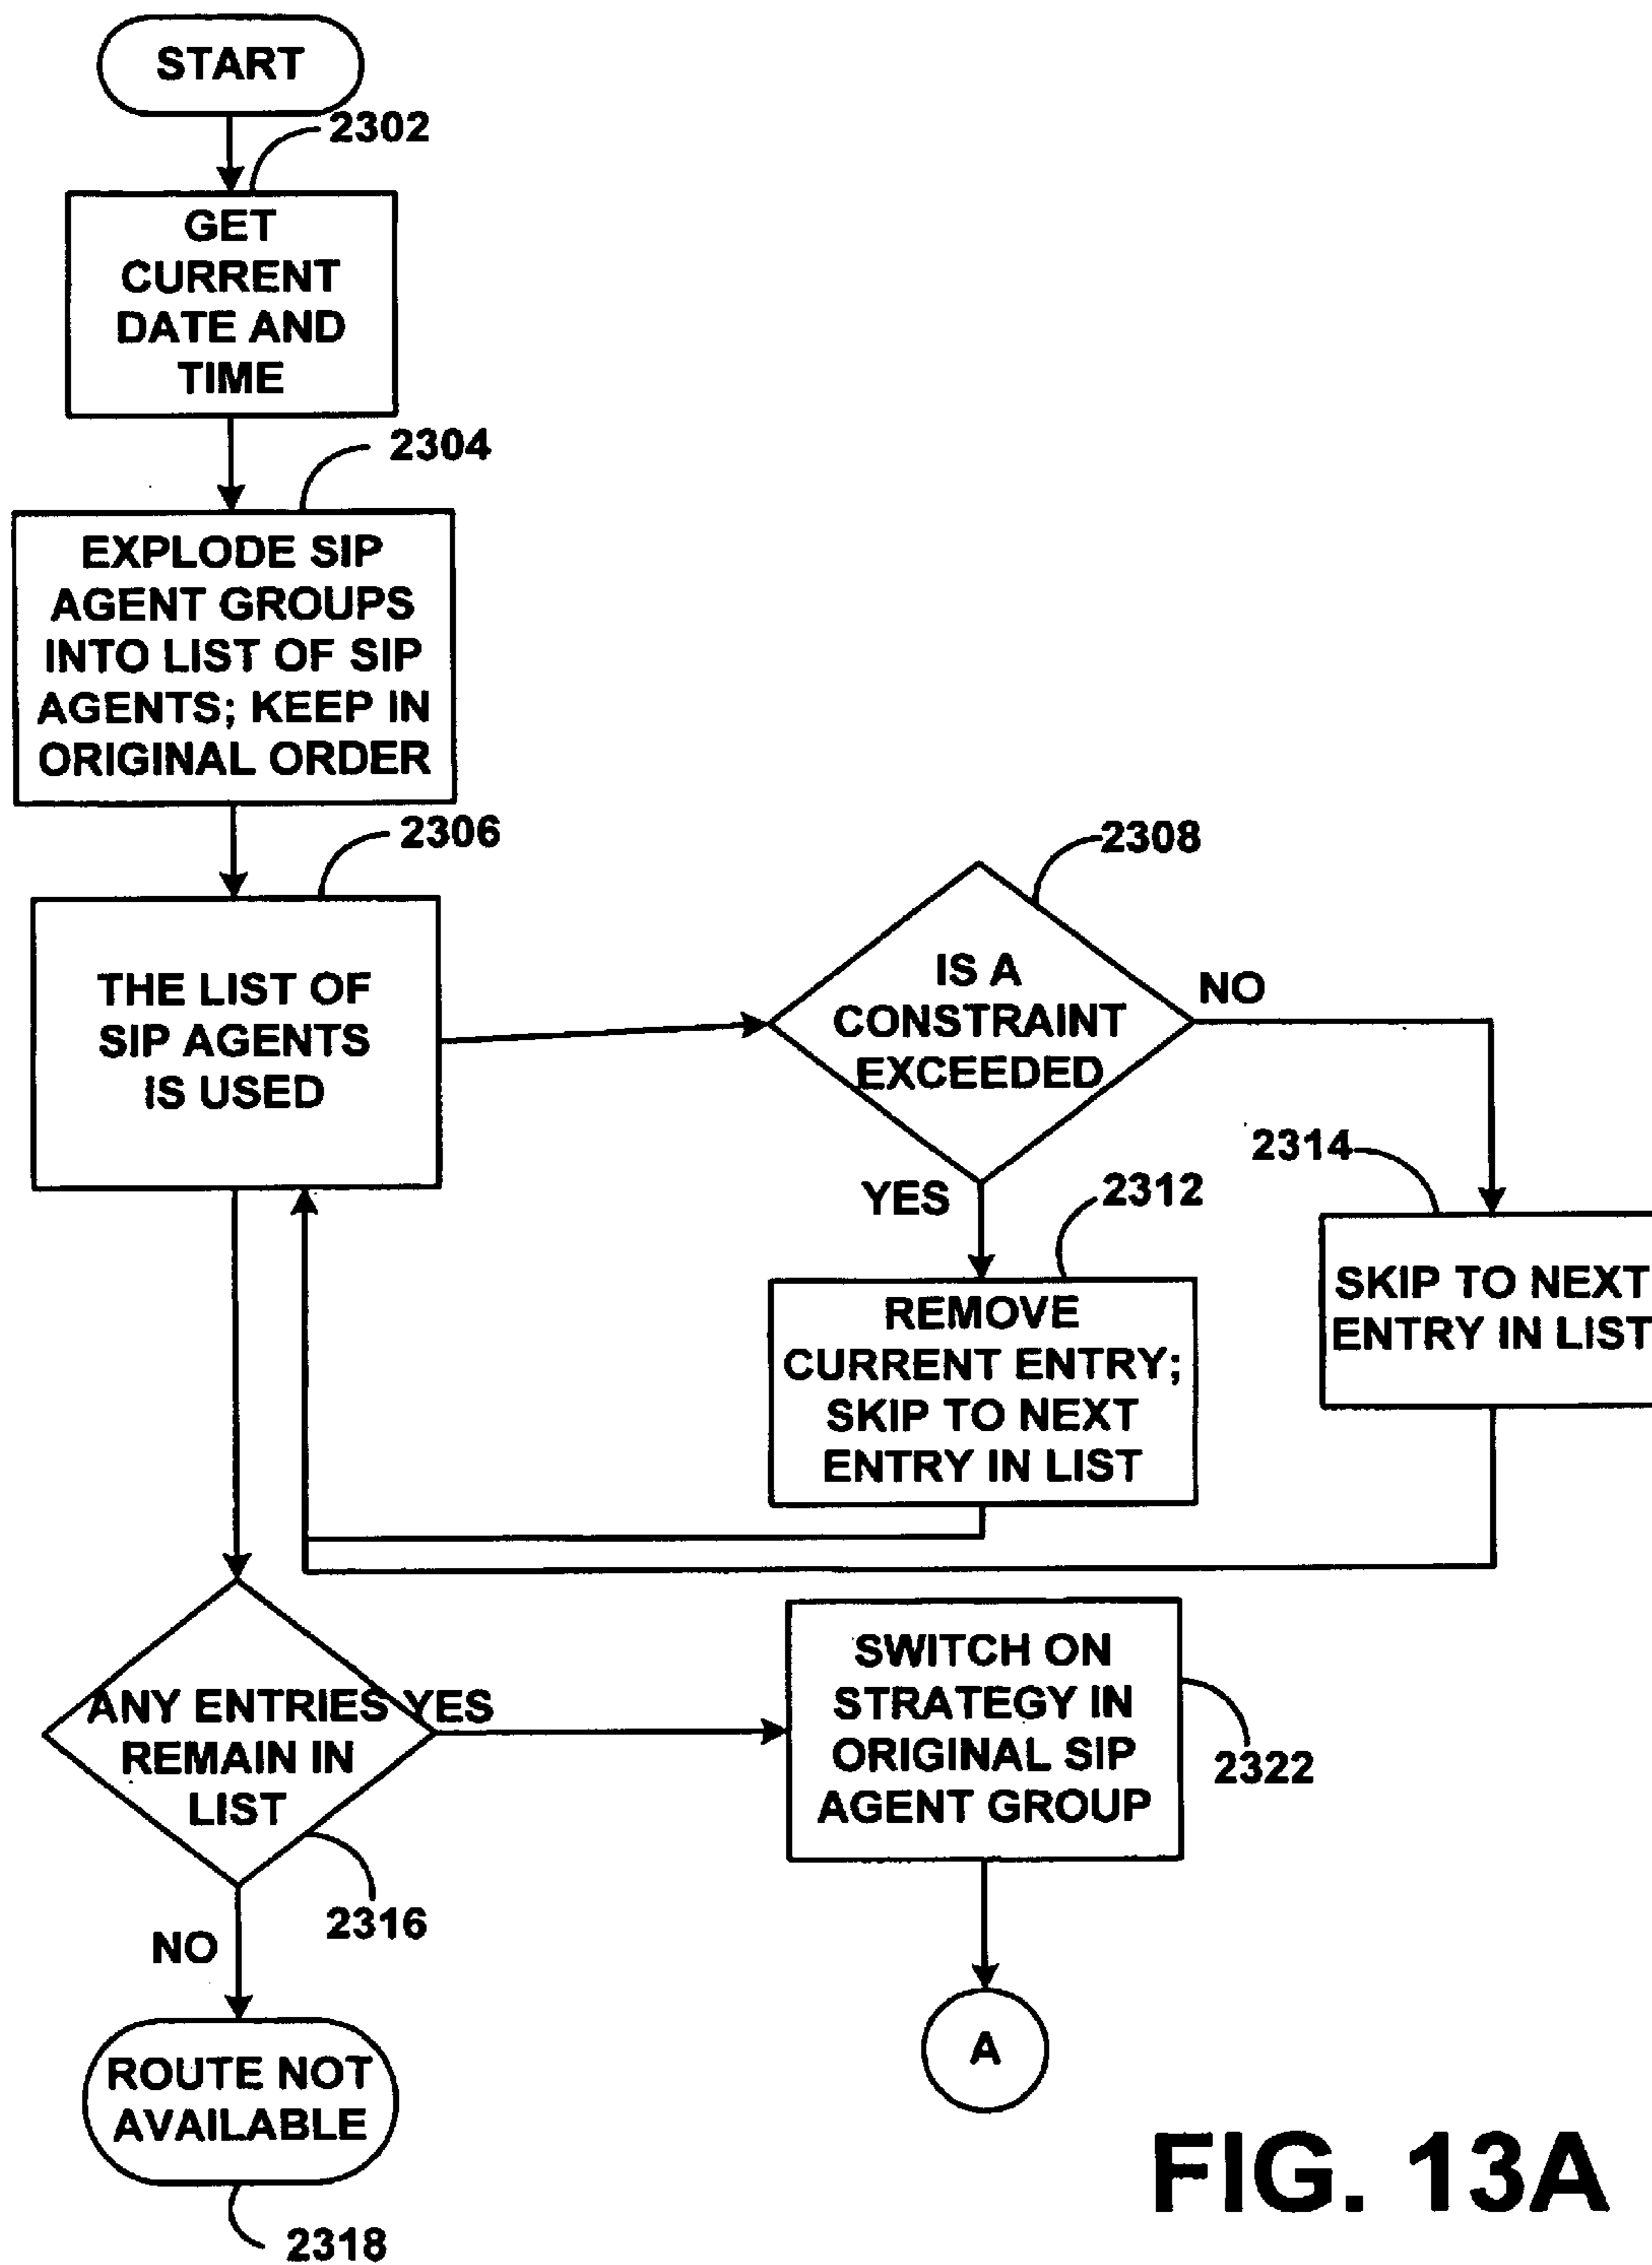 START
2302
GET
CURRENT
DATE AND
TIME
2304
EXPLODE SIP
AGENT GROUPS
INTO LIST OF SIP
AGENTS; KEEP IN
ORIGINAL ORDER
2306
THE LIST OF
SIP AGENTS
IS USED
2308
IS A
CONSTRAINT
EXCEEDED
NO
YES
2312
REMOVE
CURRENT ENTRY;
SKIP TO NEXT
ENTRY IN LIST
2314
SKIP TO NEXT
ENTRY IN LIST
ANY ENTRIES
REMAIN IN
LIST
YES
2316
NO
SWITCH ON
STRATEGY IN
ORIGINAL SIP
AGENT GROUP
2322
A
ROUTE NOT
AVAILABLE
2318
FIG. 13A